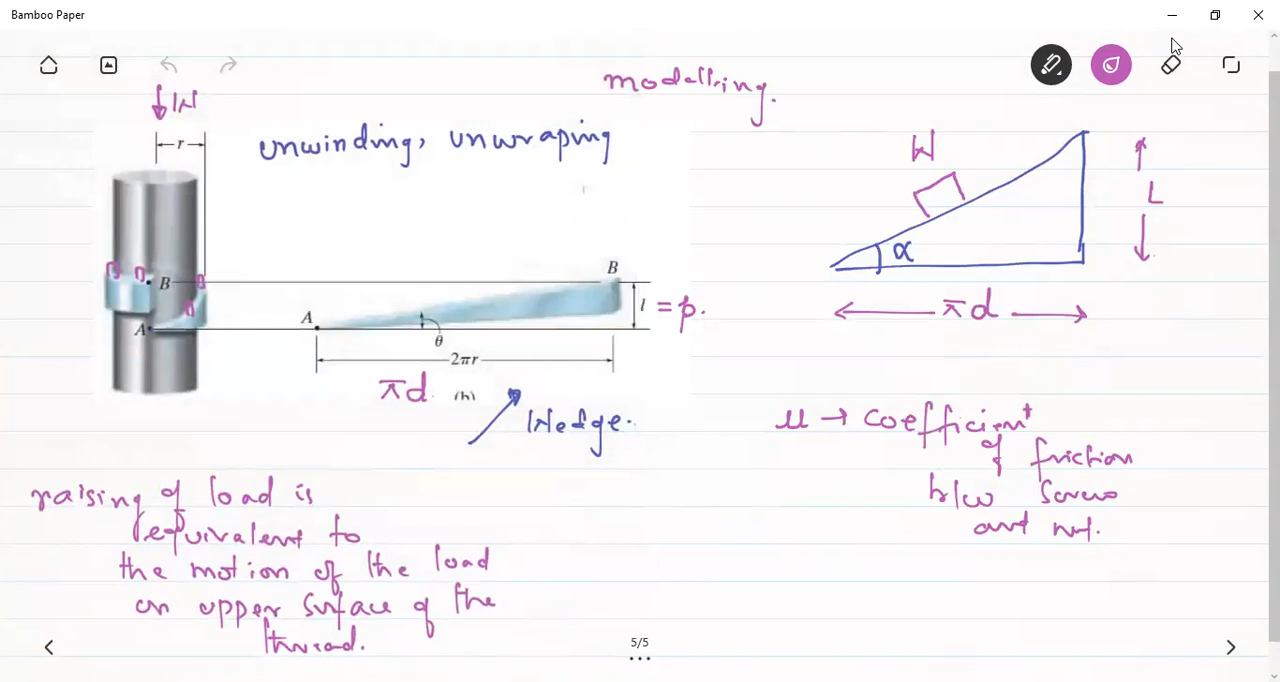 Bamboo Paper
modelling.
W
r
unwinding, unwraping
W
L
α
B
B
A
A
l = p.
θ
2πr
πd
πd
(b)
Wedge.
μ → coefficient
of friction
b/w screw
and nut.
raising of load is
equivalent to
the motion of the load
on upper surface of the
thread.
5/5